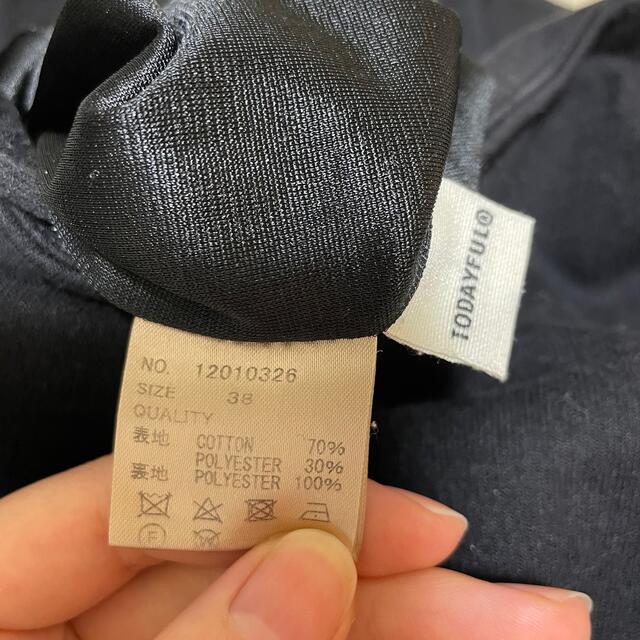 TODAYFUL®
NO. 12010326
SIZE 38
QUALITY
表地 COTTON 70%
POLYESTER 30%
裏地 POLYESTER 100%
F
W